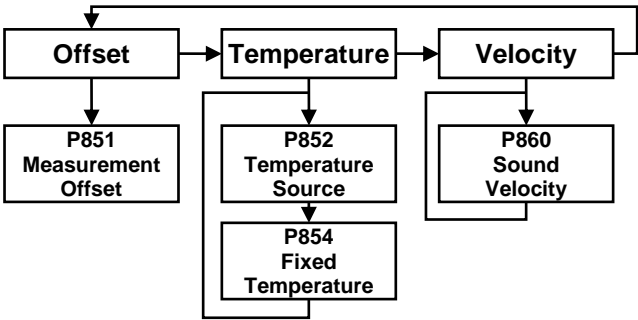 Offset
Temperature
Velocity
P851
Measurement
Offset
P852
Temperature
Source
P860
Sound
Velocity
P854
Fixed
Temperature